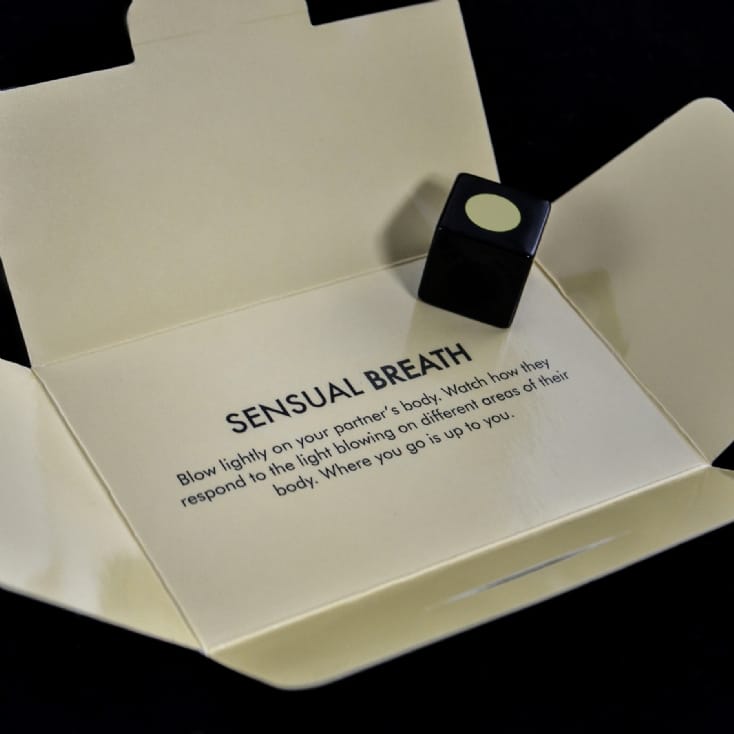 SENSUAL BREATH
Blow lightly on your partner's body. Watch how they
respond to the light blowing on different areas of their
body. Where you go is up to you.